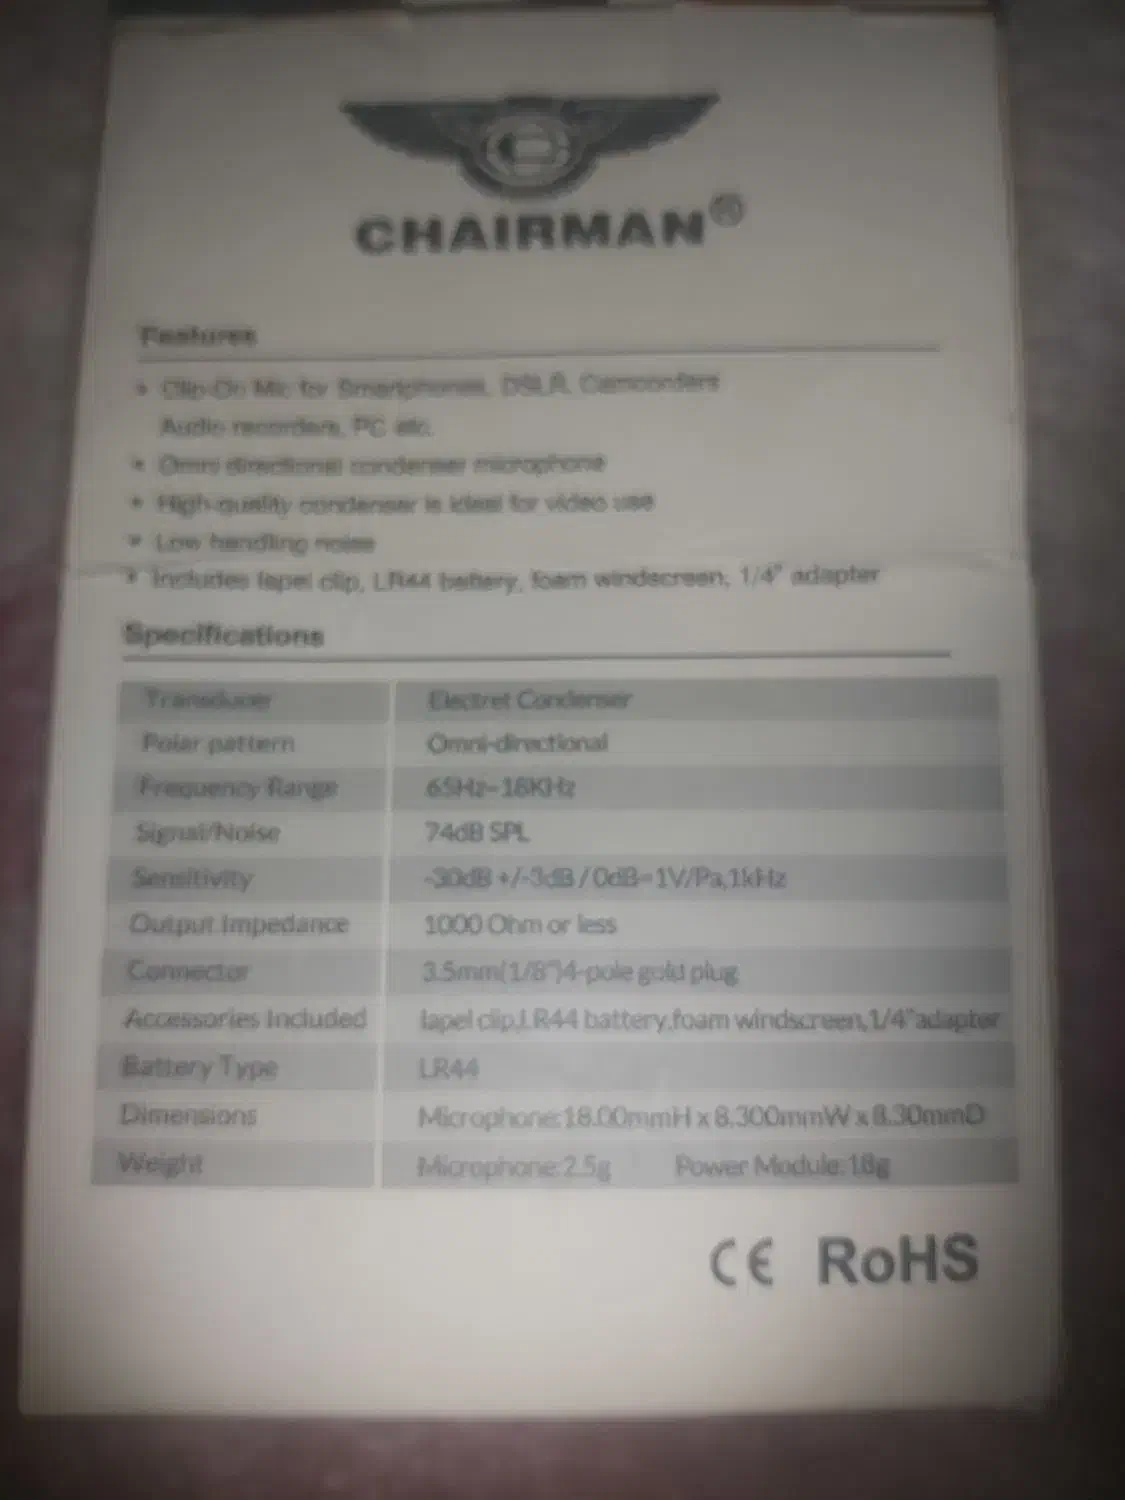 CHAIRMAN®
Features
• Clip-On Mic for Smartphones, DSLR, Camcorders
Audio recorders, PC etc.
• Omni directional condenser microphone
• High-quality condenser is ideal for video use
• Low handling noise
• Includes lapel clip, LR44 battery, foam windscreen, 1/4" adapter
Specifications
Transducer Electret Condenser
Polar pattern Omni-directional
Frequency Range 65Hz~18KHz
Signal/Noise 74dB SPL
Sensitivity -30dB +/-3dB / 0dB=1V/Pa,1kHz
Output Impedance 1000 Ohm or less
Connector 3.5mm(1/8")4-pole gold plug
Accessories Included lapel clip,LR44 battery,foam windscreen,1/4"adapter
Battery Type LR44
Dimensions Microphone:18.00mmH x 8.300mmW x 8.30mmD
Weight Microphone:2.5g Power Module:18g
CE RoHS